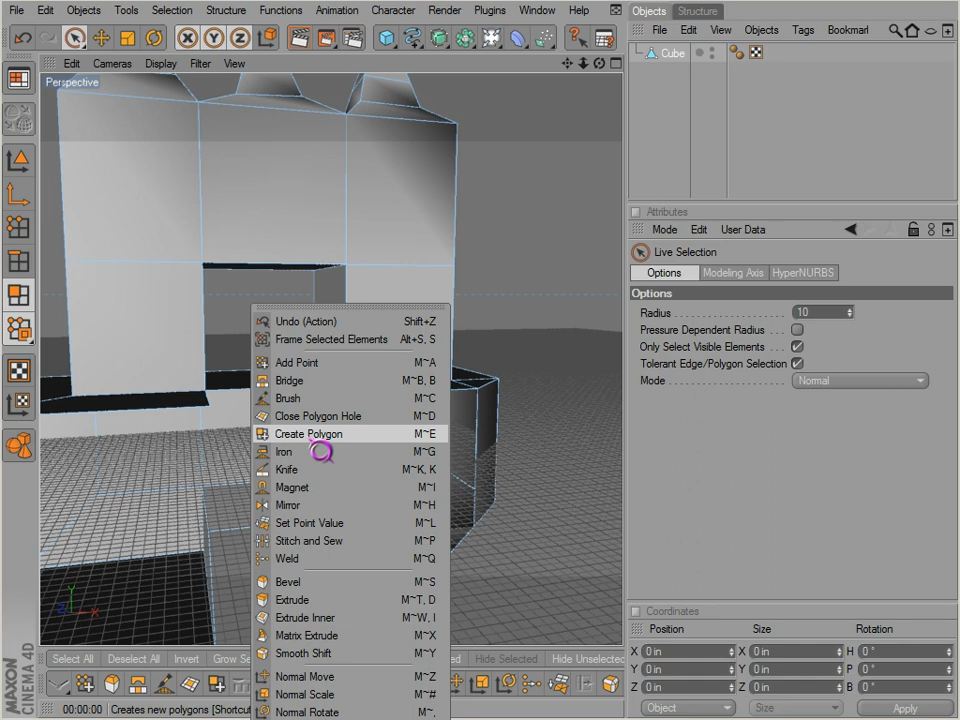 File Edit Objects Tools Selection Structure Functions Animation Character Render Plugins Window Help
Objects Structure
File Edit View Objects Tags Bookmark
Edit Cameras Display Filter View
Perspective
Cube
Attributes
Mode Edit User Data
Live Selection
Options Modeling Axis HyperNURBS
Options
Radius 10
Pressure Dependent Radius
Only Select Visible Elements
Tolerant Edge/Polygon Selection
Mode Normal
Undo (Action) Shift+Z
Frame Selected Elements Alt+S, S
Add Point M~A
Bridge M~B, B
Brush M~C
Close Polygon Hole M~D
Create Polygon M~E
Iron M~G
Knife M~K, K
Magnet M~I
Mirror M~H
Set Point Value M~L
Stitch and Sew M~P
Weld M~Q
Bevel M~S
Extrude M~T, D
Extrude Inner M~W, I
Matrix Extrude M~X
Smooth Shift M~Y
Normal Move M~Z
Normal Scale M~#
Normal Rotate M~,
Y
Z X
Coordinates
Position Size Rotation
X 0 in X 0 in H 0 °
Y 0 in Y 0 in P 0 °
Z 0 in Z 0 in B 0 °
Object Size Apply
Select All Deselect All Invert Grow Se
Hide Selected Hide Unselected
00:00:00 Creates new polygons [Shortcut
MAXON
CINEMA 4D